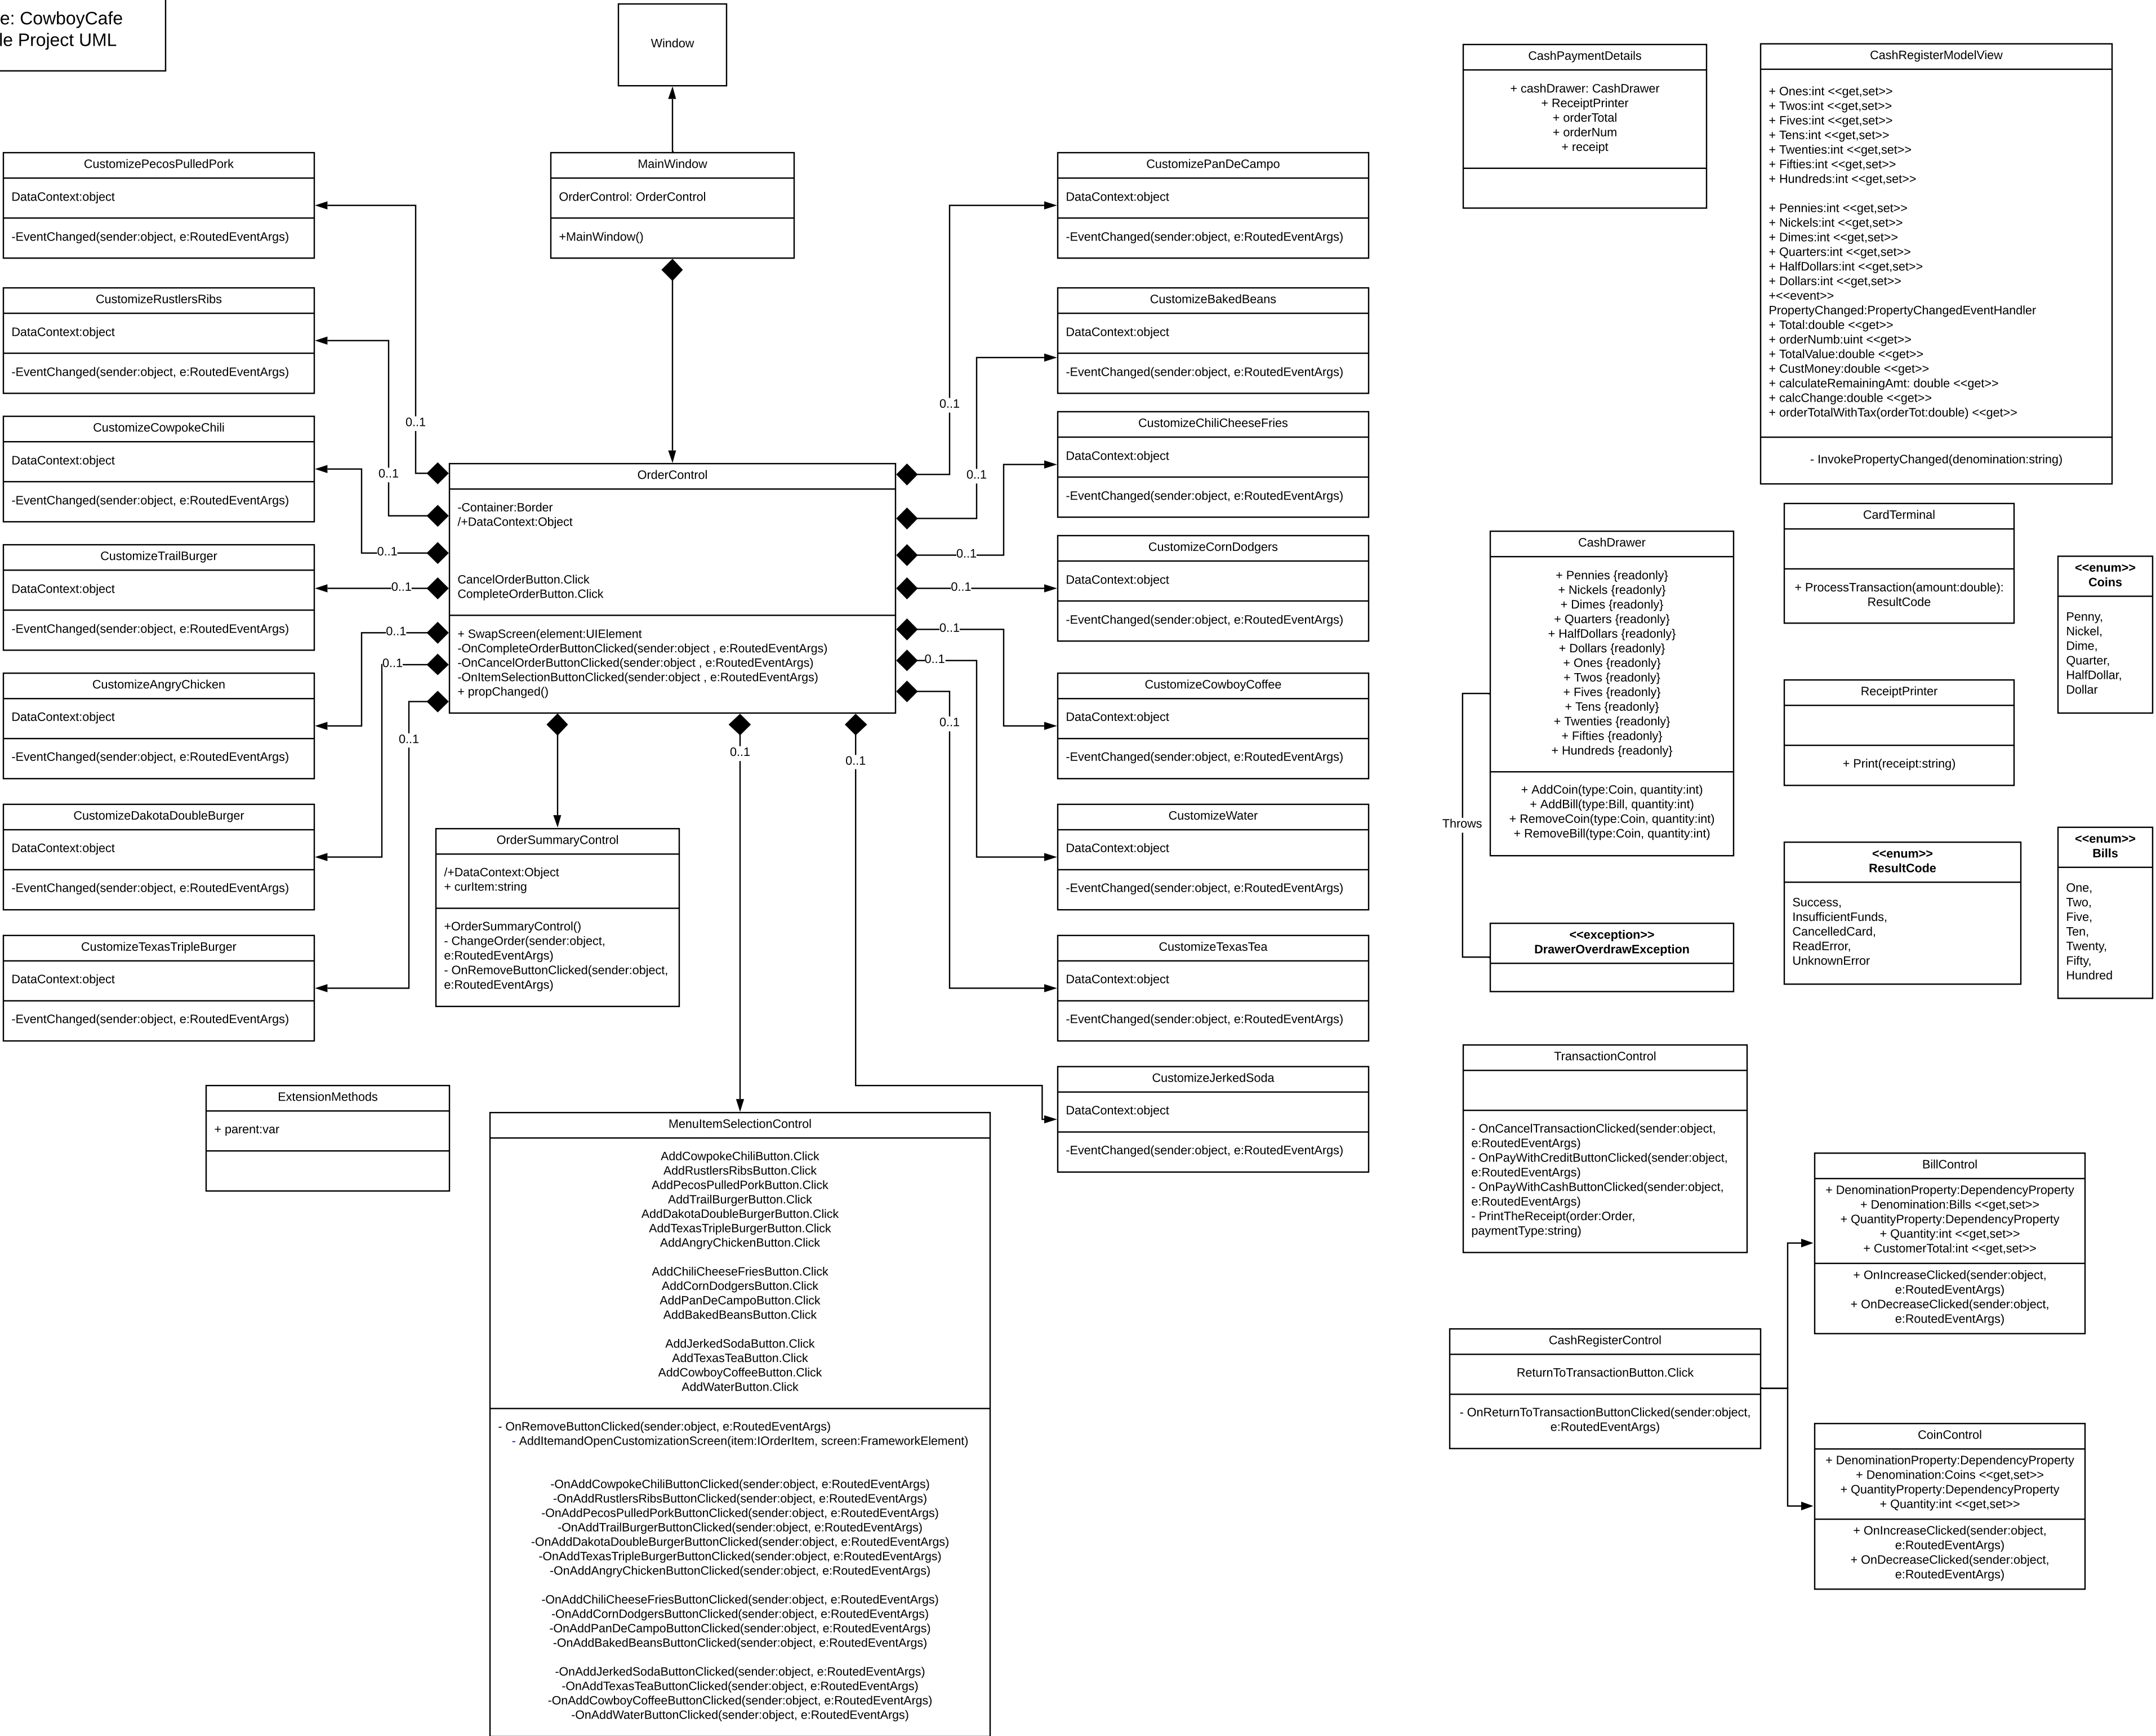 e: CowboyCafe
le Project UML
Window
MainWindow
OrderControl: OrderControl
+MainWindow()
CustomizePecosPulledPork
DataContext:object
-EventChanged(sender:object, e:RoutedEventArgs)
CustomizeRustlersRibs
DataContext:object
-EventChanged(sender:object, e:RoutedEventArgs)
CustomizeCowpokeChili
DataContext:object
-EventChanged(sender:object, e:RoutedEventArgs)
CustomizeTrailBurger
DataContext:object
-EventChanged(sender:object, e:RoutedEventArgs)
CustomizeAngryChicken
DataContext:object
-EventChanged(sender:object, e:RoutedEventArgs)
CustomizeDakotaDoubleBurger
DataContext:object
-EventChanged(sender:object, e:RoutedEventArgs)
CustomizeTexasTripleBurger
DataContext:object
-EventChanged(sender:object, e:RoutedEventArgs)
0..1
0..1
0..1
0..1
0..1
0..1
0..1
OrderControl
-Container:Border
/+DataContext:Object
CancelOrderButton.Click
CompleteOrderButton.Click
+ SwapScreen(element:UIElement
-OnCompleteOrderButtonClicked(sender:object , e:RoutedEventArgs)
-OnCancelOrderButtonClicked(sender:object , e:RoutedEventArgs)
-OnItemSelectionButtonClicked(sender:object , e:RoutedEventArgs)
+ propChanged()
0..1
0..1
0..1
0..1
0..1
0..1
0..1
0..1
0..1
OrderSummaryControl
/+DataContext:Object
+ curItem:string
+OrderSummaryControl()
- ChangeOrder(sender:object,
e:RoutedEventArgs)
- OnRemoveButtonClicked(sender:object,
e:RoutedEventArgs)
ExtensionMethods
+ parent:var
MenuItemSelectionControl
AddCowpokeChiliButton.Click
AddRustlersRibsButton.Click
AddPecosPulledPorkButton.Click
AddTrailBurgerButton.Click
AddDakotaDoubleBurgerButton.Click
AddTexasTripleBurgerButton.Click
AddAngryChickenButton.Click
AddChiliCheeseFriesButton.Click
AddCornDodgersButton.Click
AddPanDeCampoButton.Click
AddBakedBeansButton.Click
AddJerkedSodaButton.Click
AddTexasTeaButton.Click
AddCowboyCoffeeButton.Click
AddWaterButton.Click
- OnRemoveButtonClicked(sender:object, e:RoutedEventArgs)
- AddItemandOpenCustomizationScreen(item:IOrderItem, screen:FrameworkElement)
-OnAddCowpokeChiliButtonClicked(sender:object, e:RoutedEventArgs)
-OnAddRustlersRibsButtonClicked(sender:object, e:RoutedEventArgs)
-OnAddPecosPulledPorkButtonClicked(sender:object, e:RoutedEventArgs)
-OnAddTrailBurgerButtonClicked(sender:object, e:RoutedEventArgs)
-OnAddDakotaDoubleBurgerButtonClicked(sender:object, e:RoutedEventArgs)
-OnAddTexasTripleBurgerButtonClicked(sender:object, e:RoutedEventArgs)
-OnAddAngryChickenButtonClicked(sender:object, e:RoutedEventArgs)
-OnAddChiliCheeseFriesButtonClicked(sender:object, e:RoutedEventArgs)
-OnAddCornDodgersButtonClicked(sender:object, e:RoutedEventArgs)
-OnAddPanDeCampoButtonClicked(sender:object, e:RoutedEventArgs)
-OnAddBakedBeansButtonClicked(sender:object, e:RoutedEventArgs)
-OnAddJerkedSodaButtonClicked(sender:object, e:RoutedEventArgs)
-OnAddTexasTeaButtonClicked(sender:object, e:RoutedEventArgs)
-OnAddCowboyCoffeeButtonClicked(sender:object, e:RoutedEventArgs)
-OnAddWaterButtonClicked(sender:object, e:RoutedEventArgs)
CustomizePanDeCampo
DataContext:object
-EventChanged(sender:object, e:RoutedEventArgs)
CustomizeBakedBeans
DataContext:object
-EventChanged(sender:object, e:RoutedEventArgs)
CustomizeChiliCheeseFries
DataContext:object
-EventChanged(sender:object, e:RoutedEventArgs)
CustomizeCornDodgers
DataContext:object
-EventChanged(sender:object, e:RoutedEventArgs)
CustomizeCowboyCoffee
DataContext:object
-EventChanged(sender:object, e:RoutedEventArgs)
CustomizeWater
DataContext:object
-EventChanged(sender:object, e:RoutedEventArgs)
CustomizeTexasTea
DataContext:object
-EventChanged(sender:object, e:RoutedEventArgs)
CustomizeJerkedSoda
DataContext:object
-EventChanged(sender:object, e:RoutedEventArgs)
CashPaymentDetails
+ cashDrawer: CashDrawer
+ ReceiptPrinter
+ orderTotal
+ orderNum
+ receipt
CashRegisterModelView
+ Ones:int <<get,set>>
+ Twos:int <<get,set>>
+ Fives:int <<get,set>>
+ Tens:int <<get,set>>
+ Twenties:int <<get,set>>
+ Fifties:int <<get,set>>
+ Hundreds:int <<get,set>>
+ Pennies:int <<get,set>>
+ Nickels:int <<get,set>>
+ Dimes:int <<get,set>>
+ Quarters:int <<get,set>>
+ HalfDollars:int <<get,set>>
+ Dollars:int <<get,set>>
+<<event>>
PropertyChanged:PropertyChangedEventHandler
+ Total:double <<get>>
+ orderNumb:uint <<get>>
+ TotalValue:double <<get>>
+ CustMoney:double <<get>>
+ calculateRemainingAmt: double <<get>>
+ calcChange:double <<get>>
+ orderTotalWithTax(orderTot:double) <<get>>
- InvokePropertyChanged(denomination:string)
CashDrawer
+ Pennies {readonly}
+ Nickels {readonly}
+ Dimes {readonly}
+ Quarters {readonly}
+ HalfDollars {readonly}
+ Dollars {readonly}
+ Ones {readonly}
+ Twos {readonly}
+ Fives {readonly}
+ Tens {readonly}
+ Twenties {readonly}
+ Fifties {readonly}
+ Hundreds {readonly}
+ AddCoin(type:Coin, quantity:int)
+ AddBill(type:Bill, quantity:int)
+ RemoveCoin(type:Coin, quantity:int)
+ RemoveBill(type:Coin, quantity:int)
Throws
<<exception>>
DrawerOverdrawException
CardTerminal
+ ProcessTransaction(amount:double):
ResultCode
<<enum>>
Coins
Penny,
Nickel,
Dime,
Quarter,
HalfDollar,
Dollar
ReceiptPrinter
+ Print(receipt:string)
<<enum>>
ResultCode
Success,
InsufficientFunds,
CancelledCard,
ReadError,
UnknownError
<<enum>>
Bills
One,
Two,
Five,
Ten,
Twenty,
Fifty,
Hundred
TransactionControl
- OnCancelTransactionClicked(sender:object,
e:RoutedEventArgs)
- OnPayWithCreditButtonClicked(sender:object,
e:RoutedEventArgs)
- OnPayWithCashButtonClicked(sender:object,
e:RoutedEventArgs)
- PrintTheReceipt(order:Order,
paymentType:string)
CashRegisterControl
ReturnToTransactionButton.Click
- OnReturnToTransactionButtonClicked(sender:object,
e:RoutedEventArgs)
BillControl
+ DenominationProperty:DependencyProperty
+ Denomination:Bills <<get,set>>
+ QuantityProperty:DependencyProperty
+ Quantity:int <<get,set>>
+ CustomerTotal:int <<get,set>>
+ OnIncreaseClicked(sender:object,
e:RoutedEventArgs)
+ OnDecreaseClicked(sender:object,
e:RoutedEventArgs)
CoinControl
+ DenominationProperty:DependencyProperty
+ Denomination:Coins <<get,set>>
+ QuantityProperty:DependencyProperty
+ Quantity:int <<get,set>>
+ OnIncreaseClicked(sender:object,
e:RoutedEventArgs)
+ OnDecreaseClicked(sender:object,
e:RoutedEventArgs)